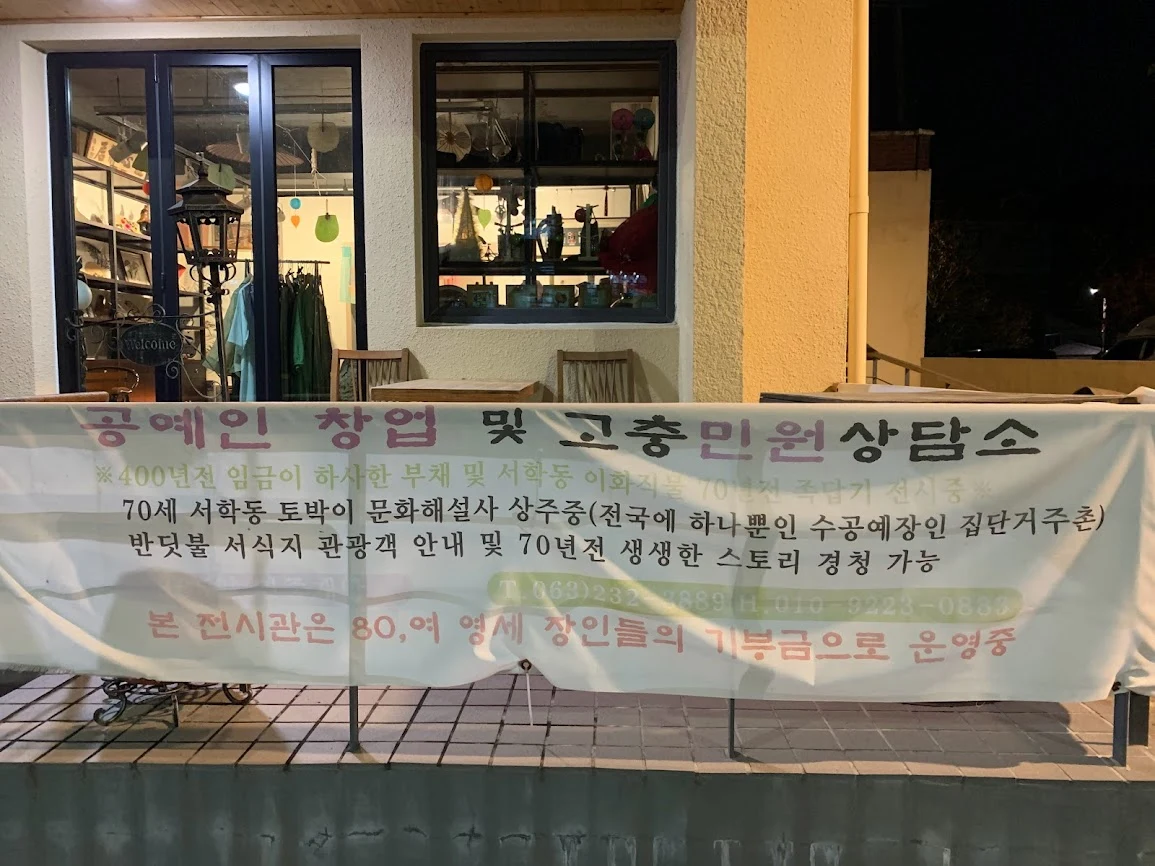 Welcome
공예인 창업 및 고충민원상담소
※400년전 임금이 하사한 부채 및 서학동 이화직물 70년전 족답기 전시중※
70세 서학동 토박이 문화해설사 상주중(전국에 하나뿐인 수공예장인 집단거주촌)
반딧불 서식지 관광객 안내 및 70년전 생생한 스토리 경청 가능
T.063)232- H.010-
본 전시관은 80,여 영세 장인들의 기부금으로 운영중